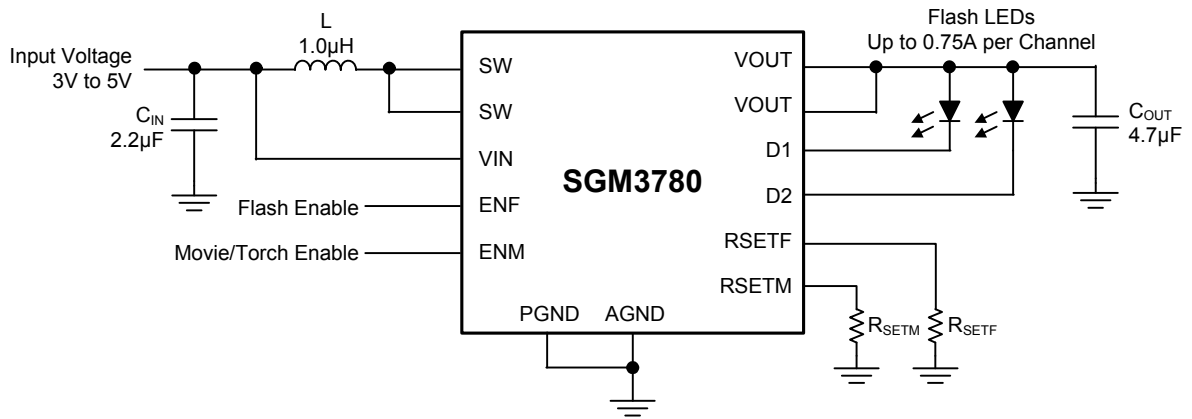 L
1.0µH
Input Voltage
3V to 5V
CIN
2.2µF
Flash Enable
Movie/Torch Enable
SW
SW
VIN
ENF
ENM
PGND AGND
SGM3780
VOUT
VOUT
D1
D2
RSETF
RSETM
Flash LEDs
Up to 0.75A per Channel
COUT
4.7µF
RSETM
RSETF